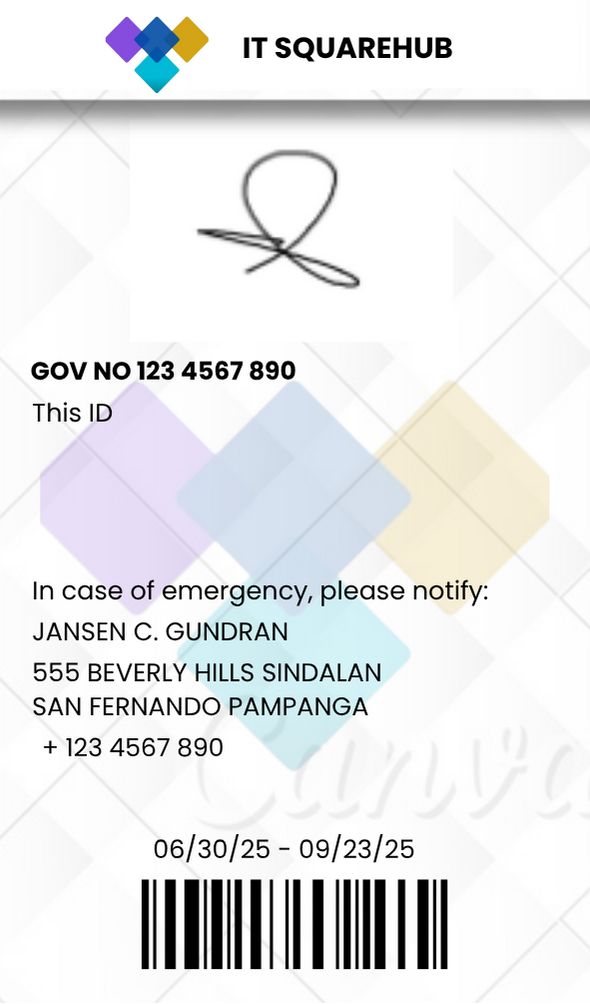 IT SQUAREHUB
GOV NO 123 4567 890
This ID
In case of emergency, please notify:
JANSEN C. GUNDRAN
555 BEVERLY HILLS SINDALAN
SAN FERNANDO PAMPANGA
+ 123 4567 890
Canva
06/30/25 - 09/23/25